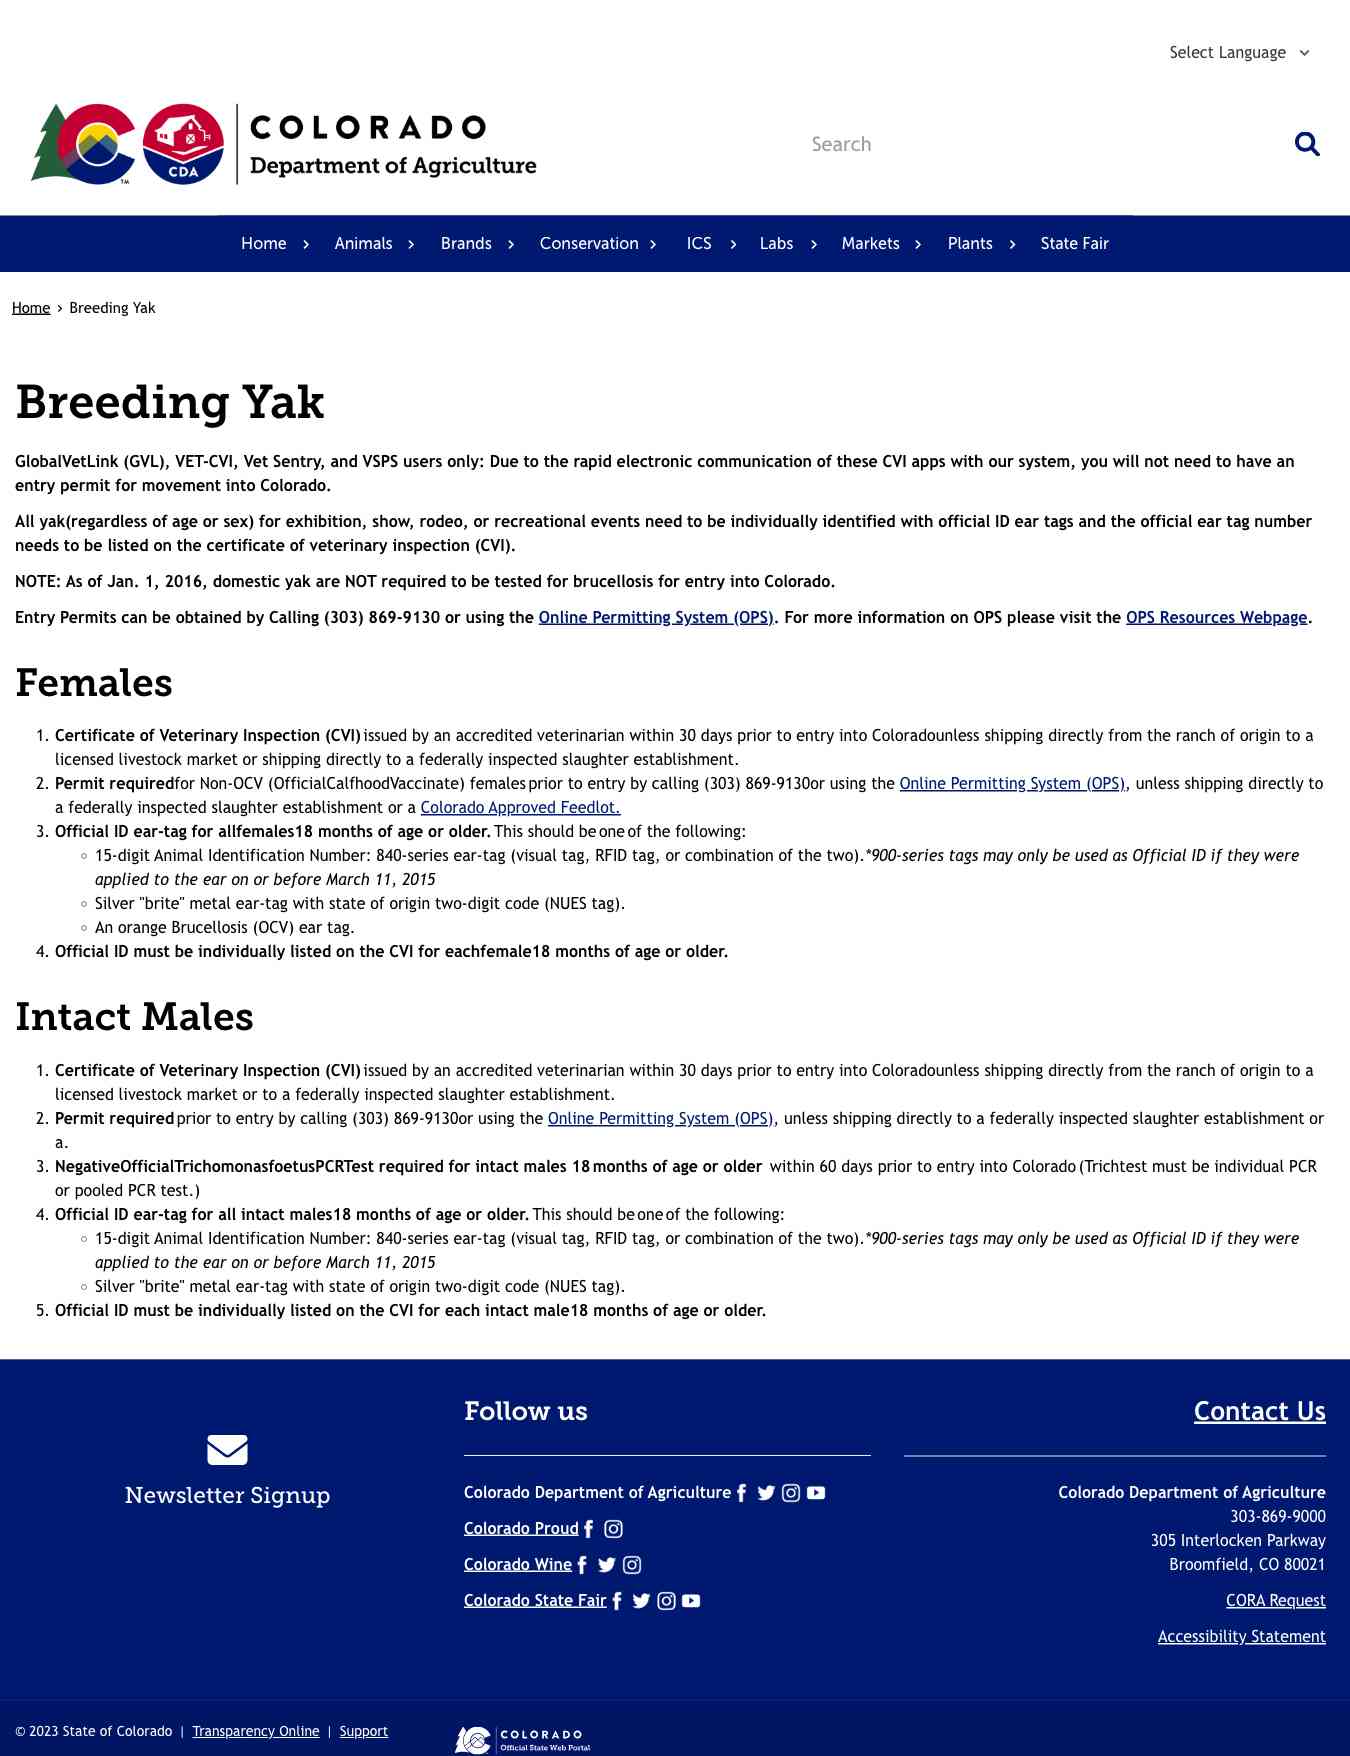 Select Language
COLORADO
Department of Agriculture
CDA
TM
Search
Home Animals Brands Conservation ICS Labs Markets Plants State Fair
Home › Breeding Yak
Breeding Yak
GlobalVetLink (GVL), VET-CVI, Vet Sentry, and VSPS users only: Due to the rapid electronic communication of these CVI apps with our system, you will not need to have an
entry permit for movement into Colorado.
All yak(regardless of age or sex) for exhibition, show, rodeo, or recreational events need to be individually identified with official ID ear tags and the official ear tag number
needs to be listed on the certificate of veterinary inspection (CVI).
NOTE: As of Jan. 1, 2016, domestic yak are NOT required to be tested for brucellosis for entry into Colorado.
Entry Permits can be obtained by Calling (303) 869-9130 or using the Online Permitting System (OPS). For more information on OPS please visit the OPS Resources Webpage.
Females
1. Certificate of Veterinary Inspection (CVI) issued by an accredited veterinarian within 30 days prior to entry into Coloradounless shipping directly from the ranch of origin to a
licensed livestock market or shipping directly to a federally inspected slaughter establishment.
2. Permit requiredfor Non-OCV (OfficialCalfhoodVaccinate) females prior to entry by calling (303) 869-9130or using the Online Permitting System (OPS), unless shipping directly to
a federally inspected slaughter establishment or a Colorado Approved Feedlot.
3. Official ID ear-tag for allfemales18 months of age or older. This should be one of the following:
◦ 15-digit Animal Identification Number: 840-series ear-tag (visual tag, RFID tag, or combination of the two).*900-series tags may only be used as Official ID if they were
applied to the ear on or before March 11, 2015
◦ Silver "brite" metal ear-tag with state of origin two-digit code (NUES tag).
◦ An orange Brucellosis (OCV) ear tag.
4. Official ID must be individually listed on the CVI for eachfemale18 months of age or older.
Intact Males
1. Certificate of Veterinary Inspection (CVI) issued by an accredited veterinarian within 30 days prior to entry into Coloradounless shipping directly from the ranch of origin to a
licensed livestock market or to a federally inspected slaughter establishment.
2. Permit required prior to entry by calling (303) 869-9130or using the Online Permitting System (OPS), unless shipping directly to a federally inspected slaughter establishment or
a.
3. NegativeOfficialTrichomonasfoetusPCRTest required for intact males 18 months of age or older within 60 days prior to entry into Colorado (Trichtest must be individual PCR
or pooled PCR test.)
4. Official ID ear-tag for all intact males18 months of age or older. This should be one of the following:
◦ 15-digit Animal Identification Number: 840-series ear-tag (visual tag, RFID tag, or combination of the two).*900-series tags may only be used as Official ID if they were
applied to the ear on or before March 11, 2015
◦ Silver "brite" metal ear-tag with state of origin two-digit code (NUES tag).
5. Official ID must be individually listed on the CVI for each intact male18 months of age or older.
Newsletter Signup
Follow us
Colorado Department of Agriculture
Colorado Proud
Colorado Wine
Colorado State Fair
Contact Us
Colorado Department of Agriculture
303-869-9000
305 Interlocken Parkway
Broomfield, CO 80021
CORA Request
Accessibility Statement
© 2023 State of Colorado | Transparency Online | Support
COLORADO
Official State Web Portal